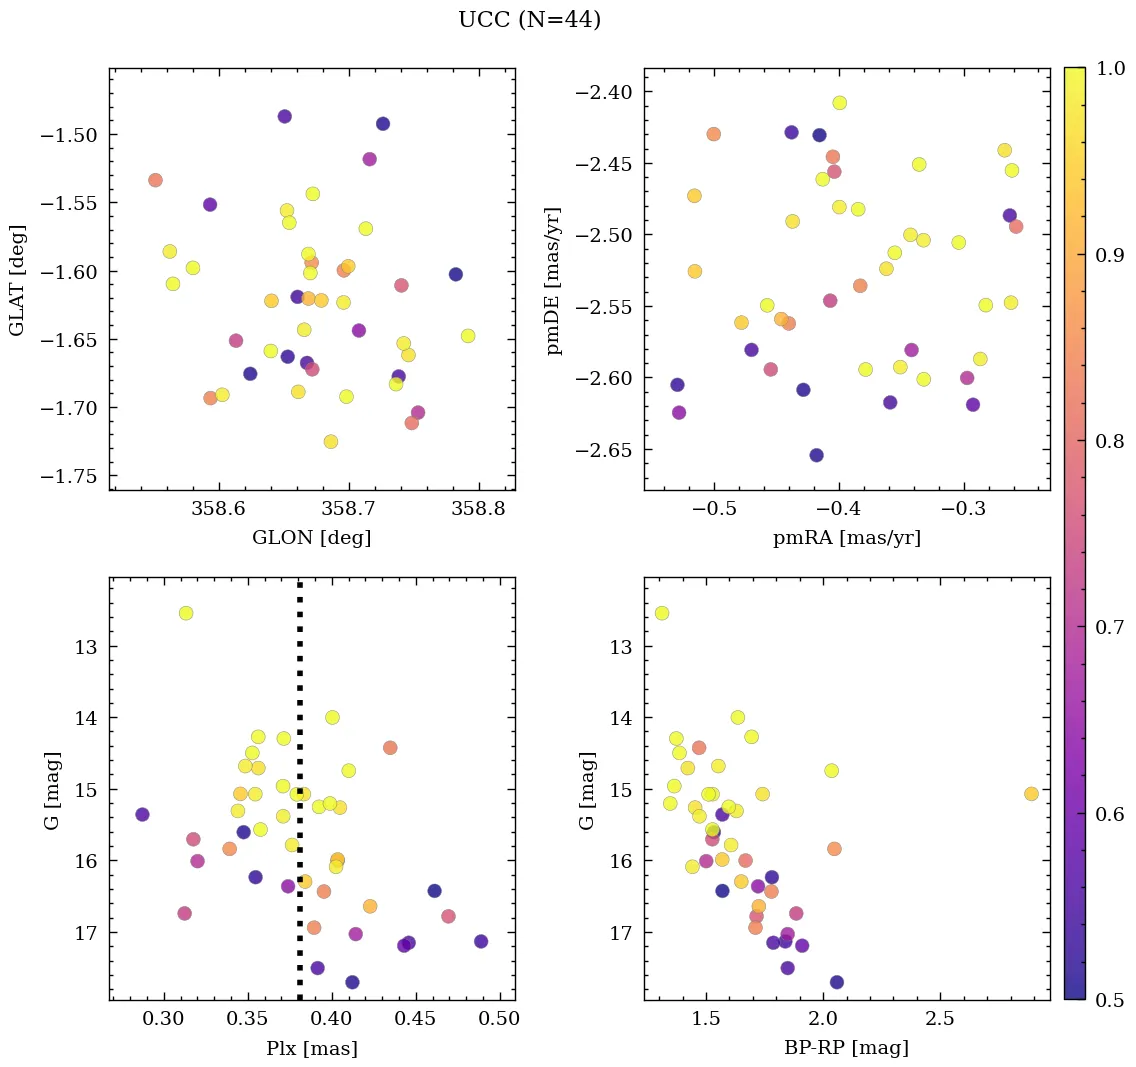 UCC (N=44)
−1.50
−1.55
−1.60
−1.65
−1.70
−1.75
GLAT [deg]
358.6 358.7 358.8
GLON [deg]
−2.40
−2.45
−2.50
−2.55
−2.60
−2.65
pmDE [mas/yr]
−0.5 −0.4 −0.3
pmRA [mas/yr]
1.0
0.9
0.8
0.7
0.6
0.5
13
14
15
16
17
G [mag]
0.30 0.35 0.40 0.45 0.50
Plx [mas]
13
14
15
16
17
G [mag]
1.5 2.0 2.5
BP-RP [mag]